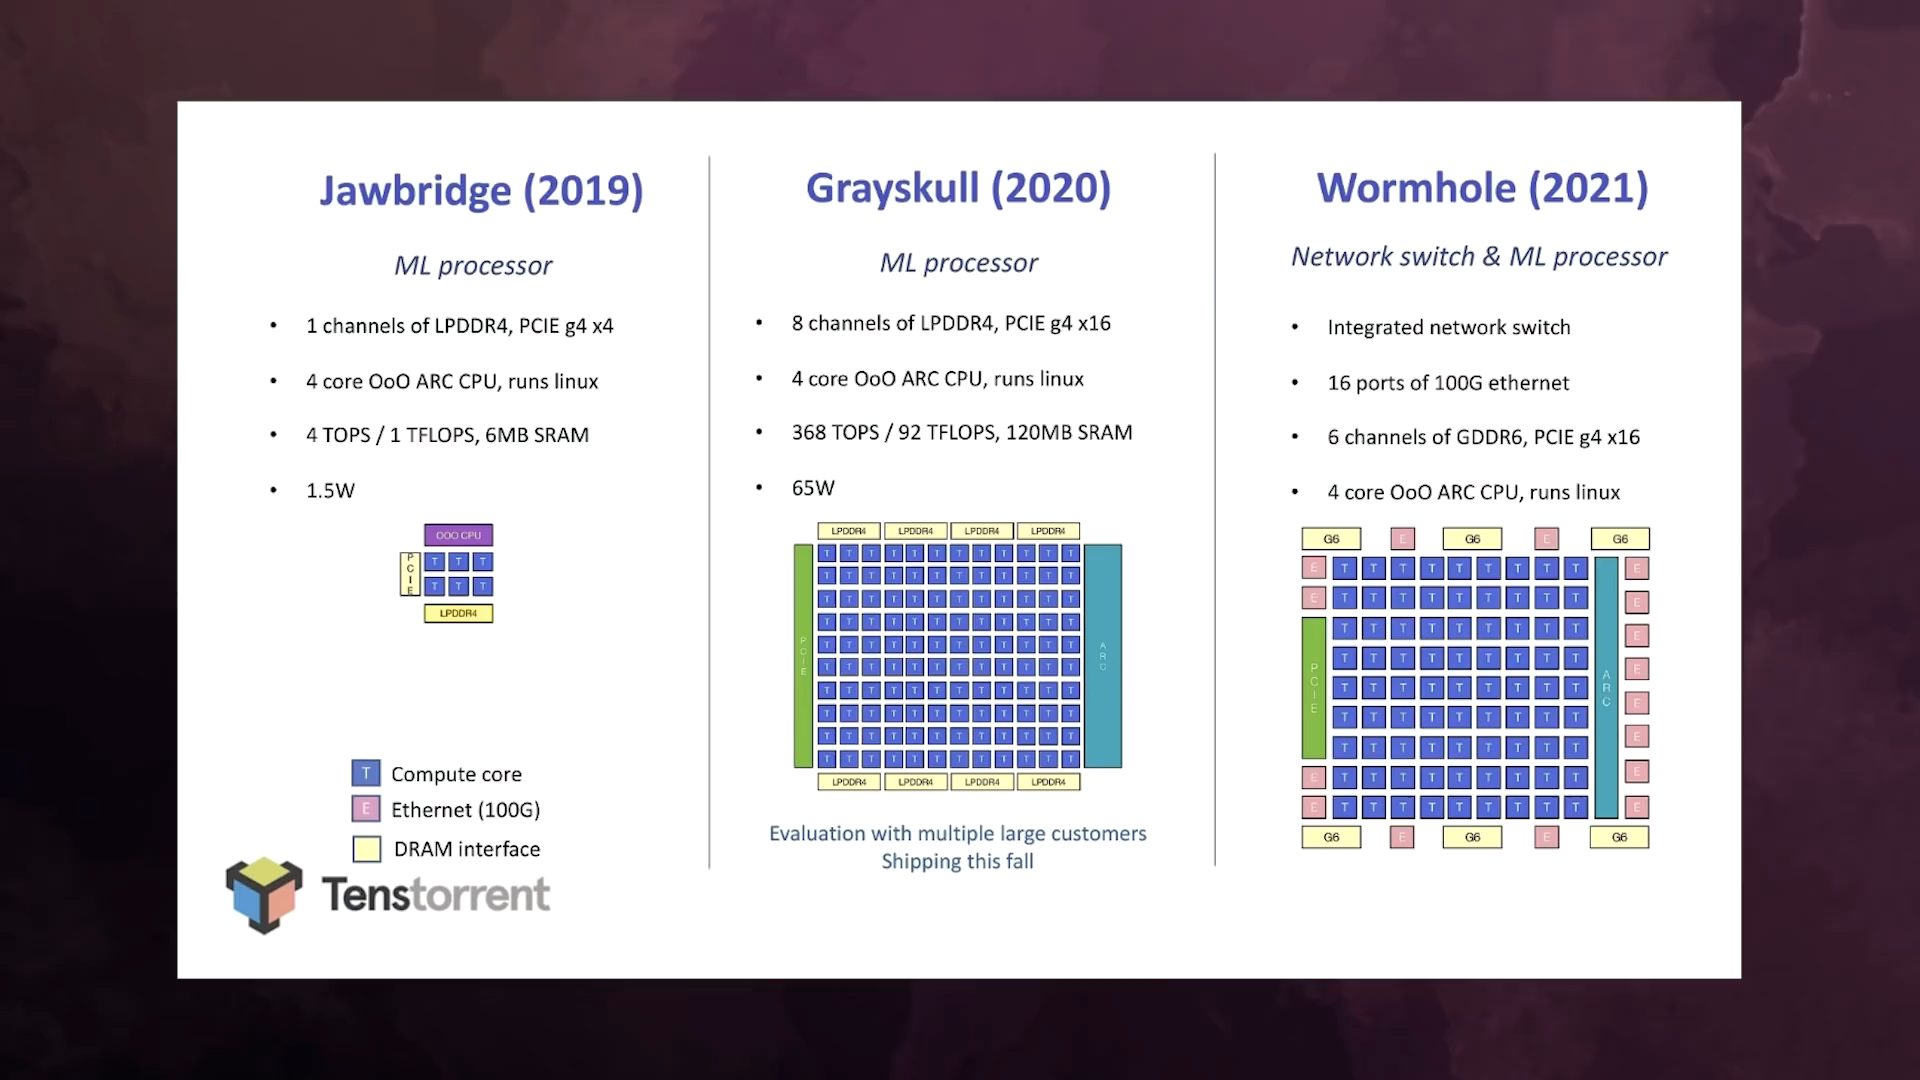 Jawbridge (2019)
ML processor
• 1 channels of LPDDR4, PCIE g4 x4
• 4 core OoO ARC CPU, runs linux
• 4 TOPS / 1 TFLOPS, 6MB SRAM
• 1.5W
OOO CPU
PCIE
T T T
T T T
LPDDR4
T Compute core
E Ethernet (100G)
DRAM interface
Tenstorrent
Grayskull (2020)
ML processor
• 8 channels of LPDDR4, PCIE g4 x16
• 4 core OoO ARC CPU, runs linux
• 368 TOPS / 92 TFLOPS, 120MB SRAM
• 65W
LPDDR4 LPDDR4 LPDDR4 LPDDR4
PCIE
T T T T T T T T T T T T
T T T T T T T T T T T T
T T T T T T T T T T T T
T T T T T T T T T T T T
T T T T T T T T T T T T
T T T T T T T T T T T T
T T T T T T T T T T T T
T T T T T T T T T T T T
T T T T T T T T T T T T
T T T T T T T T T T T T
ARC
LPDDR4 LPDDR4 LPDDR4 LPDDR4
Evaluation with multiple large customers
Shipping this fall
Wormhole (2021)
Network switch & ML processor
• Integrated network switch
• 16 ports of 100G ethernet
• 6 channels of GDDR6, PCIE g4 x16
• 4 core OoO ARC CPU, runs linux
G6 E G6 E G6
E T T T T T T T T T E
E T T T T T T T T T E
T T T T T T T T T E
T T T T T T T T T E
T T T T T T T T T E
T T T T T T T T T E
T T T T T T T T T
E T T T T T T T T T E
E T T T T T T T T T E
PCIE
ARC
G6 E G6 E G6